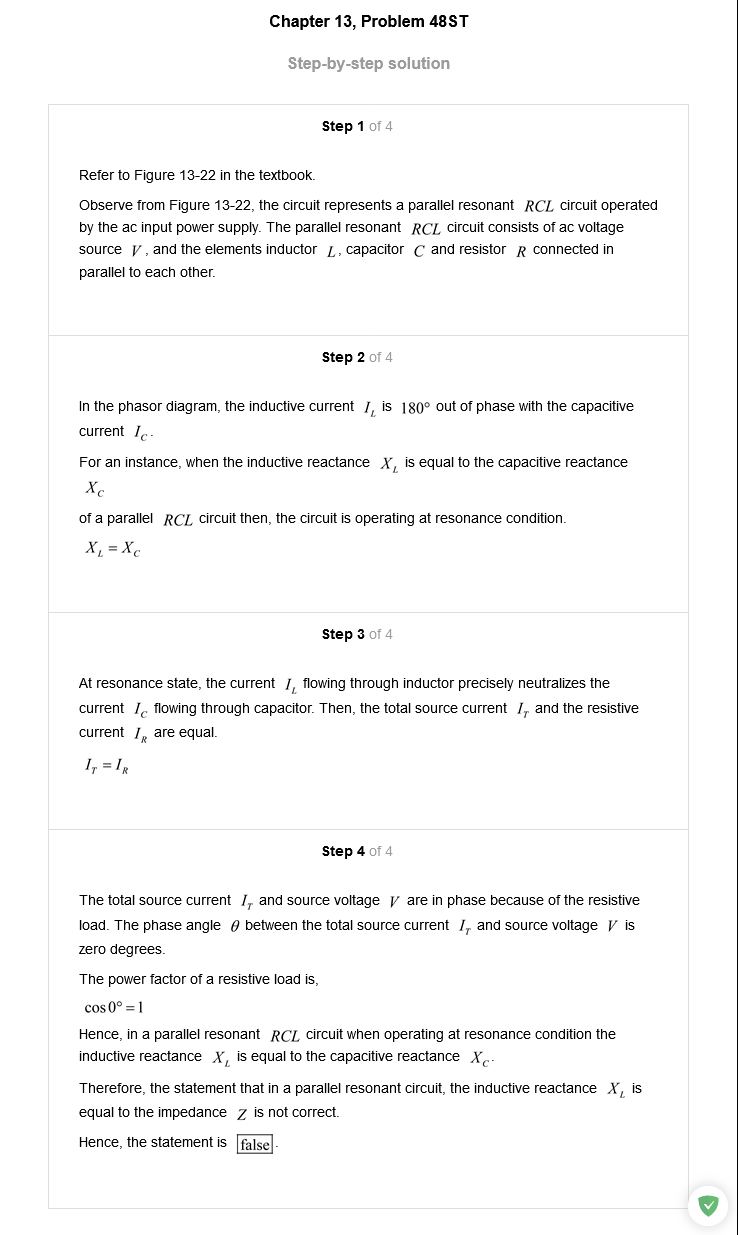 Chapter 13, Problem 48ST
Step-by-step solution
Step 1 of 4
Refer to Figure 13-22 in the textbook.
Observe from Figure 13-22, the circuit represents a parallel resonant RCL circuit operated
by the ac input power supply. The parallel resonant RCL circuit consists of ac voltage
source V, and the elements inductor L, capacitor C and resistor R connected in
parallel to each other.
Step 2 of 4
In the phasor diagram, the inductive current I_L is 180° out of phase with the capacitive
current I_C.
For an instance, when the inductive reactance X_L is equal to the capacitive reactance
X_C
of a parallel RCL circuit then, the circuit is operating at resonance condition.
X_L = X_C
Step 3 of 4
At resonance state, the current I_L flowing through inductor precisely neutralizes the
current I_C flowing through capacitor. Then, the total source current I_T and the resistive
current I_R are equal.
I_T = I_R
Step 4 of 4
The total source current I_T and source voltage V are in phase because of the resistive
load. The phase angle θ between the total source current I_T and source voltage V is
zero degrees.
The power factor of a resistive load is,
cos 0° = 1
Hence, in a parallel resonant RCL circuit when operating at resonance condition the
inductive reactance X_L is equal to the capacitive reactance X_C.
Therefore, the statement that in a parallel resonant circuit, the inductive reactance X_L is
equal to the impedance Z is not correct.
Hence, the statement is false.